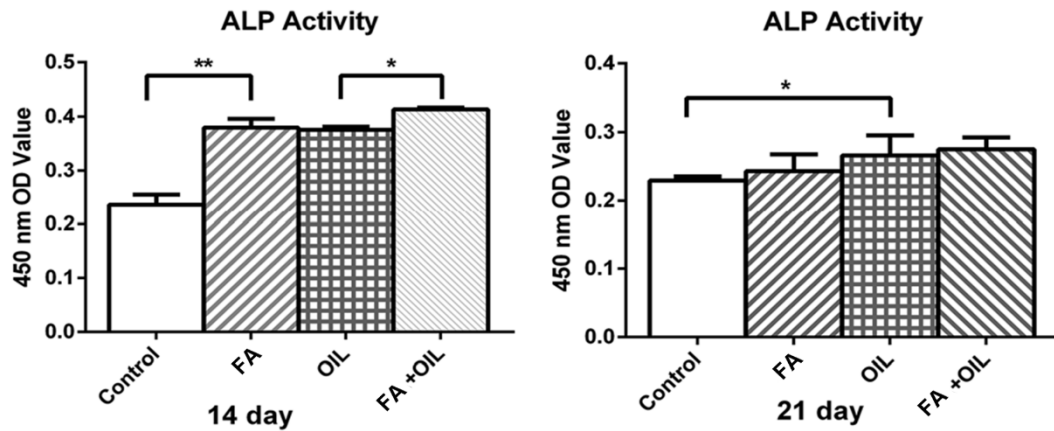 ALP Activity
450 nm OD Value
0.5
0.4
0.3
0.2
0.1
0.0
**
*
Control
FA
OIL
FA +OIL
14 day
ALP Activity
450 nm OD Value
0.4
0.3
0.2
0.1
0.0
*
Control
FA
OIL
FA +OIL
21 day